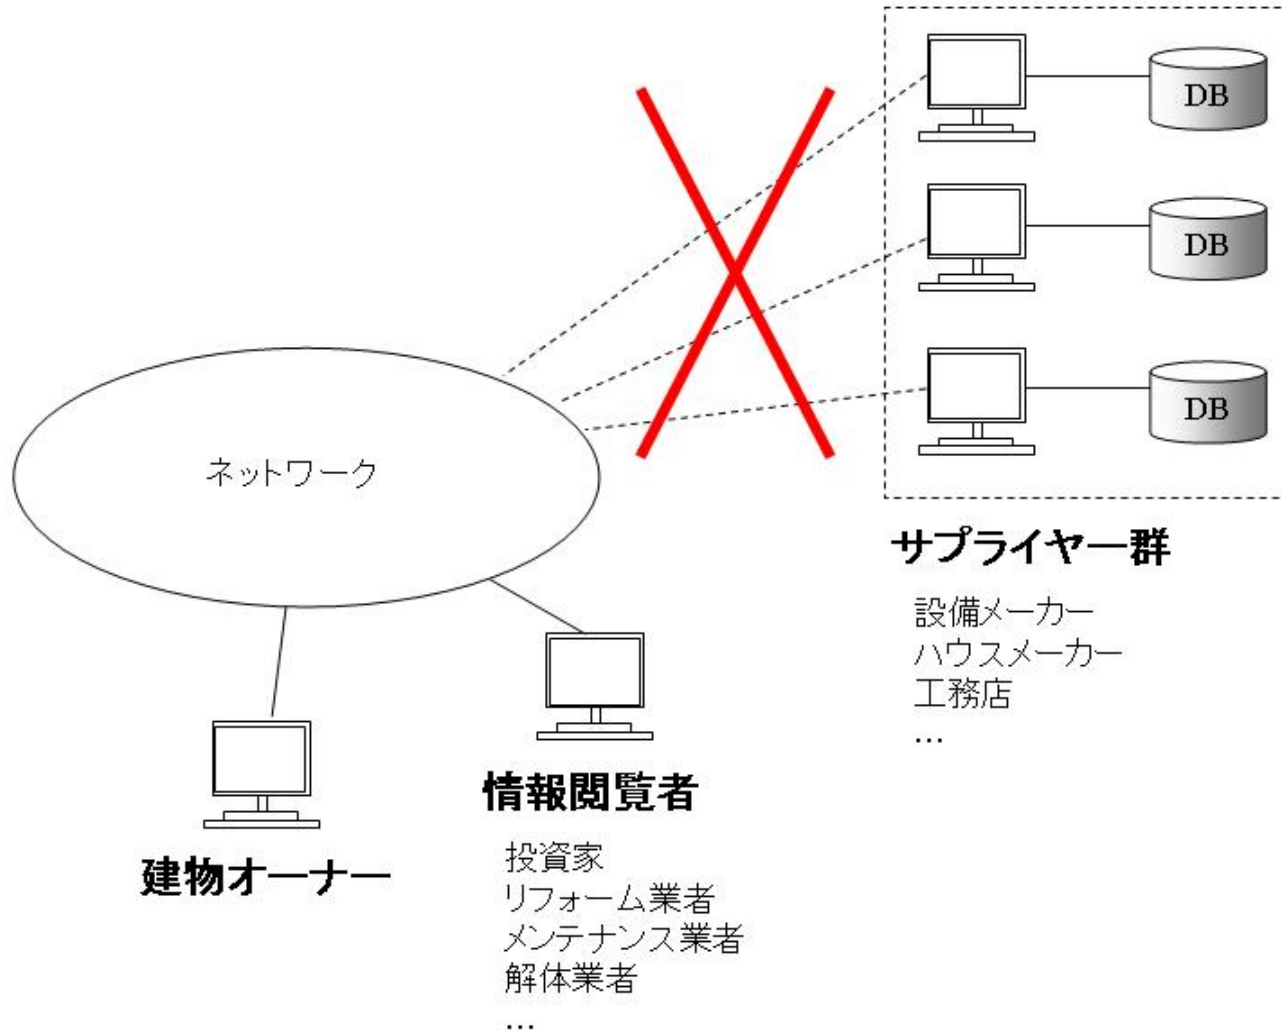 DB
DB
DB
ネットワーク
サプライヤー群
設備メーカー
ハウスメーカー
工務店
…
情報閲覧者
投資家
リフォーム業者
メンテナンス業者
解体業者
…
建物オーナー